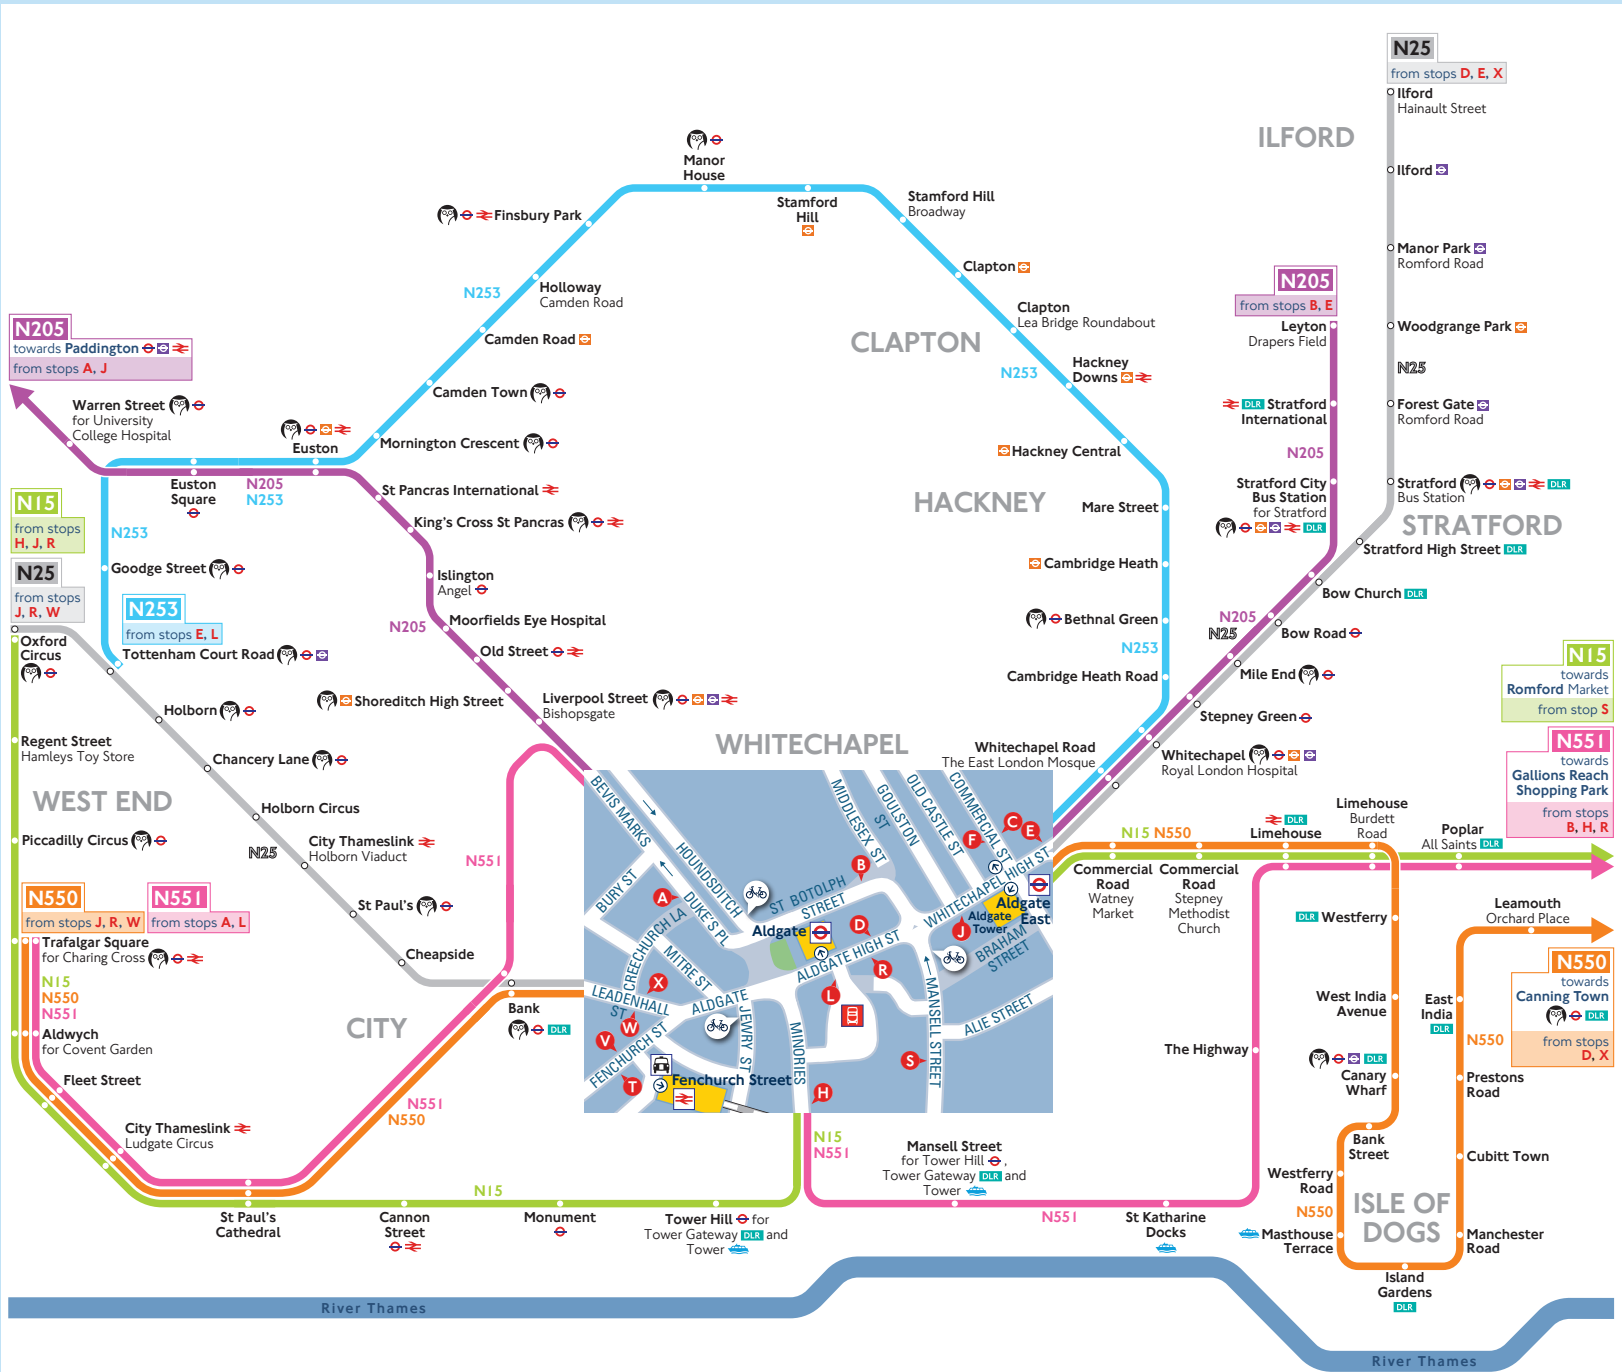 N25
from stops D, E, X
Ilford
Hainault Street
ILFORD
Ilford
Manor Park
Romford Road
Woodgrange Park
N25
Forest Gate
Romford Road
Stratford
Bus Station
DLR
STRATFORD
Stratford High Street DLR
Bow Church DLR
Bow Road
Mile End
Stepney Green
Whitechapel
Royal London Hospital
N205
from stops B, E
Leyton
Drapers Field
DLR Stratford
International
N205
Stratford City
Bus Station
for Stratford
DLR
N205
N25
Manor
House
Stamford
Hill
Stamford Hill
Broadway
Finsbury Park
Clapton
Holloway
Camden Road
N253
Clapton
Lea Bridge Roundabout
CLAPTON
Camden Road
Hackney
Downs
N253
Camden Town
Hackney Central
Mornington Crescent
HACKNEY
Mare Street
Cambridge Heath
Bethnal Green
N253
Cambridge Heath Road
Whitechapel Road
The East London Mosque
N205
towards Paddington
from stops A, J
Warren Street
for University
College Hospital
Euston
Euston
Square
N205
N253
St Pancras International
King's Cross St Pancras
Islington
Angel
N205
Moorfields Eye Hospital
Old Street
Shoreditch High Street
Liverpool Street
Bishopsgate
WHITECHAPEL
N15
from stops
H, J, R
N253
Goodge Street
N25
from stops
J, R, W
N253
from stops E, L
Oxford
Circus
Tottenham Court Road
Holborn
Regent Street
Hamleys Toy Store
Chancery Lane
WEST END
Holborn Circus
Piccadilly Circus
City Thameslink
Holborn Viaduct
N25
N551
St Paul's
Cheapside
N550
from stops J, R, W
N551
from stops A, L
Trafalgar Square
for Charing Cross
N15
N550
N551
Aldwych
for Covent Garden
Fleet Street
City Thameslink
Ludgate Circus
CITY
Bank
DLR
N551
N550
St Paul's
Cathedral
N15
Cannon
Street
Monument
Tower Hill for
Tower Gateway DLR and
Tower
N15
N551
Mansell Street
for Tower Hill ,
Tower Gateway DLR and
Tower
N551
St Katharine
Docks
The Highway
BEVIS MARKS
HOUNDSDITCH
BURY ST
DUKE'S PL
CREECHURCH LA
MITRE ST
LEADENHALL
ST
FENCHURCH ST
ALDGATE
JEWRY ST
MINORIES
ST BOTOLPH
STREET
MIDDLESEX ST
GOULSTON
ST
OLD CASTLE ST
COMMERCIAL ST
WHITECHAPEL HIGH ST
ALDGATE HIGH ST
BRAHAM
STREET
MANSELL STREET
ALIE STREET
Aldgate
Aldgate
East
Aldgate
Tower
Fenchurch Street
A
B
C
E
F
D
J
R
L
X
W
V
T
S
H
N15 N550
Commercial
Road
Watney
Market
Commercial
Road
Stepney
Methodist
Church
DLR
Limehouse
Limehouse
Burdett
Road
Poplar
All Saints DLR
N15
towards
Romford Market
from stop S
N551
towards
Gallions Reach
Shopping Park
from stops
B, H, R
DLR Westferry
West India
Avenue
DLR
Canary
Wharf
Bank
Street
Westferry
Road
N550
Masthouse
Terrace
ISLE OF
DOGS
Island
Gardens
DLR
Manchester
Road
Cubitt Town
Prestons
Road
N550
East
India
DLR
Leamouth
Orchard Place
N550
towards
Canning Town
DLR
from stops
D, X
River Thames
River Thames